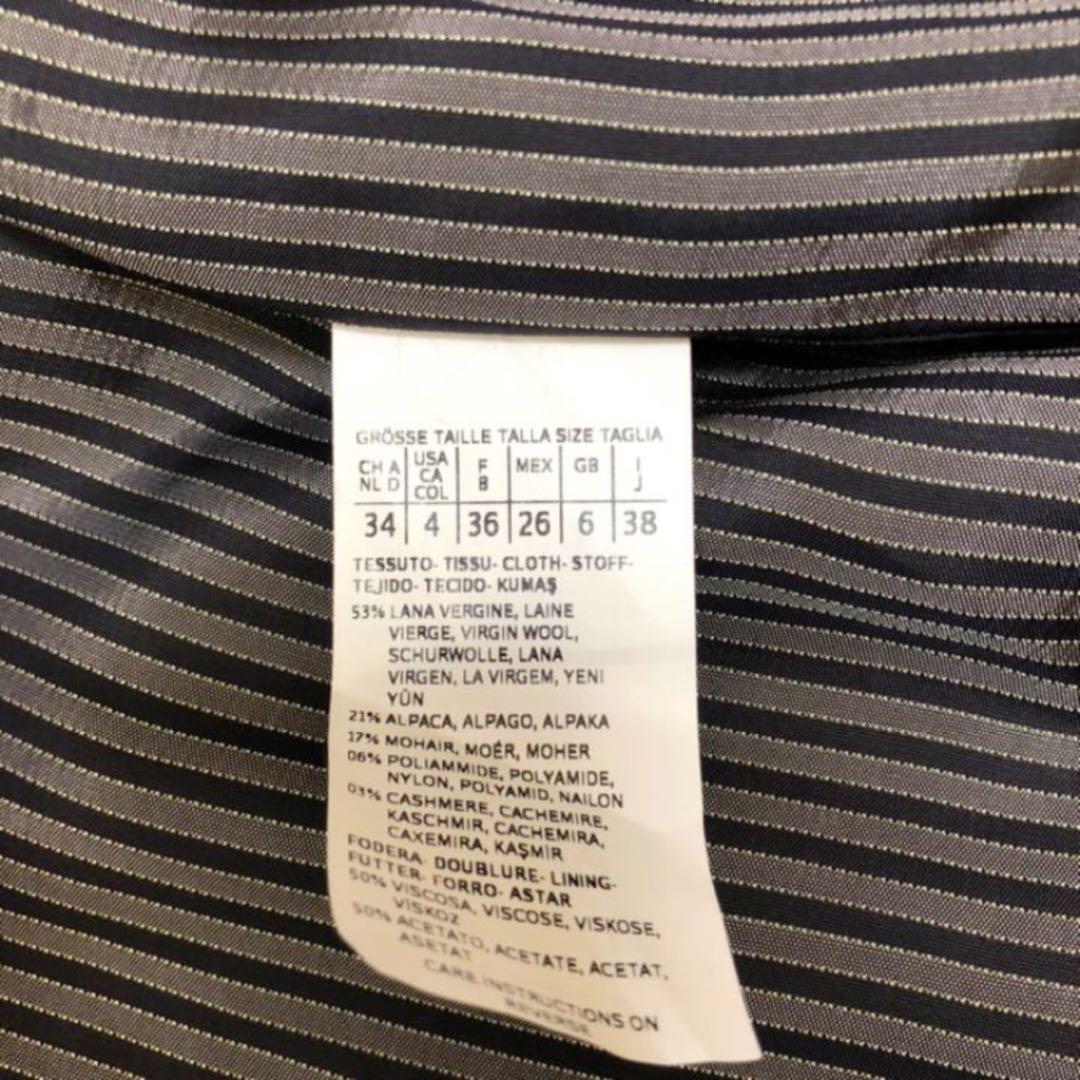 GRÖSSE TAILLE TALLA SIZE TAGLIA
CH A USA F MEX GB I
NL D CA B J
COL
34 4 36 26 6 38
TESSUTO- TISSU- CLOTH- STOFF-
TEJIDO- TECIDO- KUMAŞ
53% LANA VERGINE, LAINE
VIERGE, VIRGIN WOOL,
SCHURWOLLE, LANA
VIRGEN, LA VIRGEM, YENI
YÜN
21% ALPACA, ALPAGO, ALPAKA
17% MOHAIR, MOÉR, MOHER
06% POLIAMMIDE, POLYAMIDE,
NYLON, POLYAMID, NAILON
03% CASHMERE, CACHEMIRE,
KASCHMIR, CACHEMIRA,
CAXEMIRA, KAŞMIR
FODERA- DOUBLURE- LINING-
FUTTER- FORRO- ASTAR
50% VISCOSA, VISCOSE, VISKOSE,
VISKOZ
50% ACETATO, ACETATE, ACETAT,
ASETAT
CARE INSTRUCTIONS ON
REVERSE